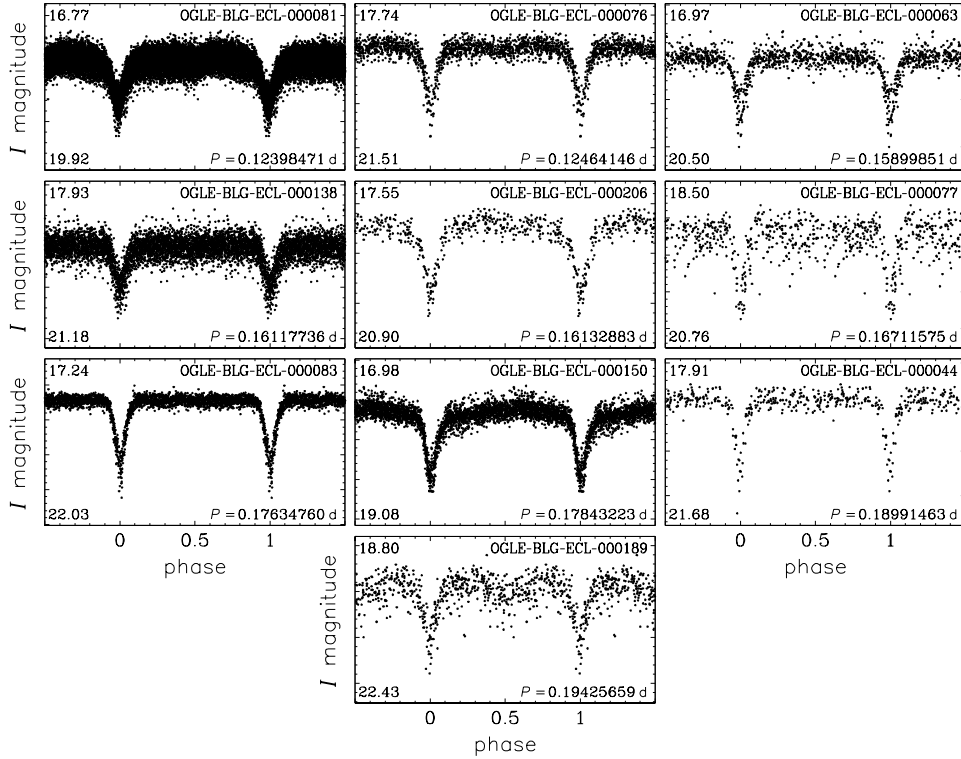 16.77 OGLE-BLG-ECL-000081
19.92 P = 0.12398471 d
17.74 OGLE-BLG-ECL-000076
21.51 P = 0.12464146 d
16.97 OGLE-BLG-ECL-000063
20.50 P = 0.15899851 d
I magnitude
17.93 OGLE-BLG-ECL-000138
21.18 P = 0.16117736 d
17.55 OGLE-BLG-ECL-000206
20.90 P = 0.16132883 d
18.50 OGLE-BLG-ECL-000077
20.76 P = 0.16711575 d
I magnitude
17.24 OGLE-BLG-ECL-000083
22.03 P = 0.17634760 d
16.98 OGLE-BLG-ECL-000150
19.08 P = 0.17843223 d
17.91 OGLE-BLG-ECL-000044
21.68 P = 0.18991463 d
I magnitude
0 0.5 1
phase
0 0.5 1
phase
18.80 OGLE-BLG-ECL-000189
22.43 P = 0.19425659 d
I magnitude
0 0.5 1
phase